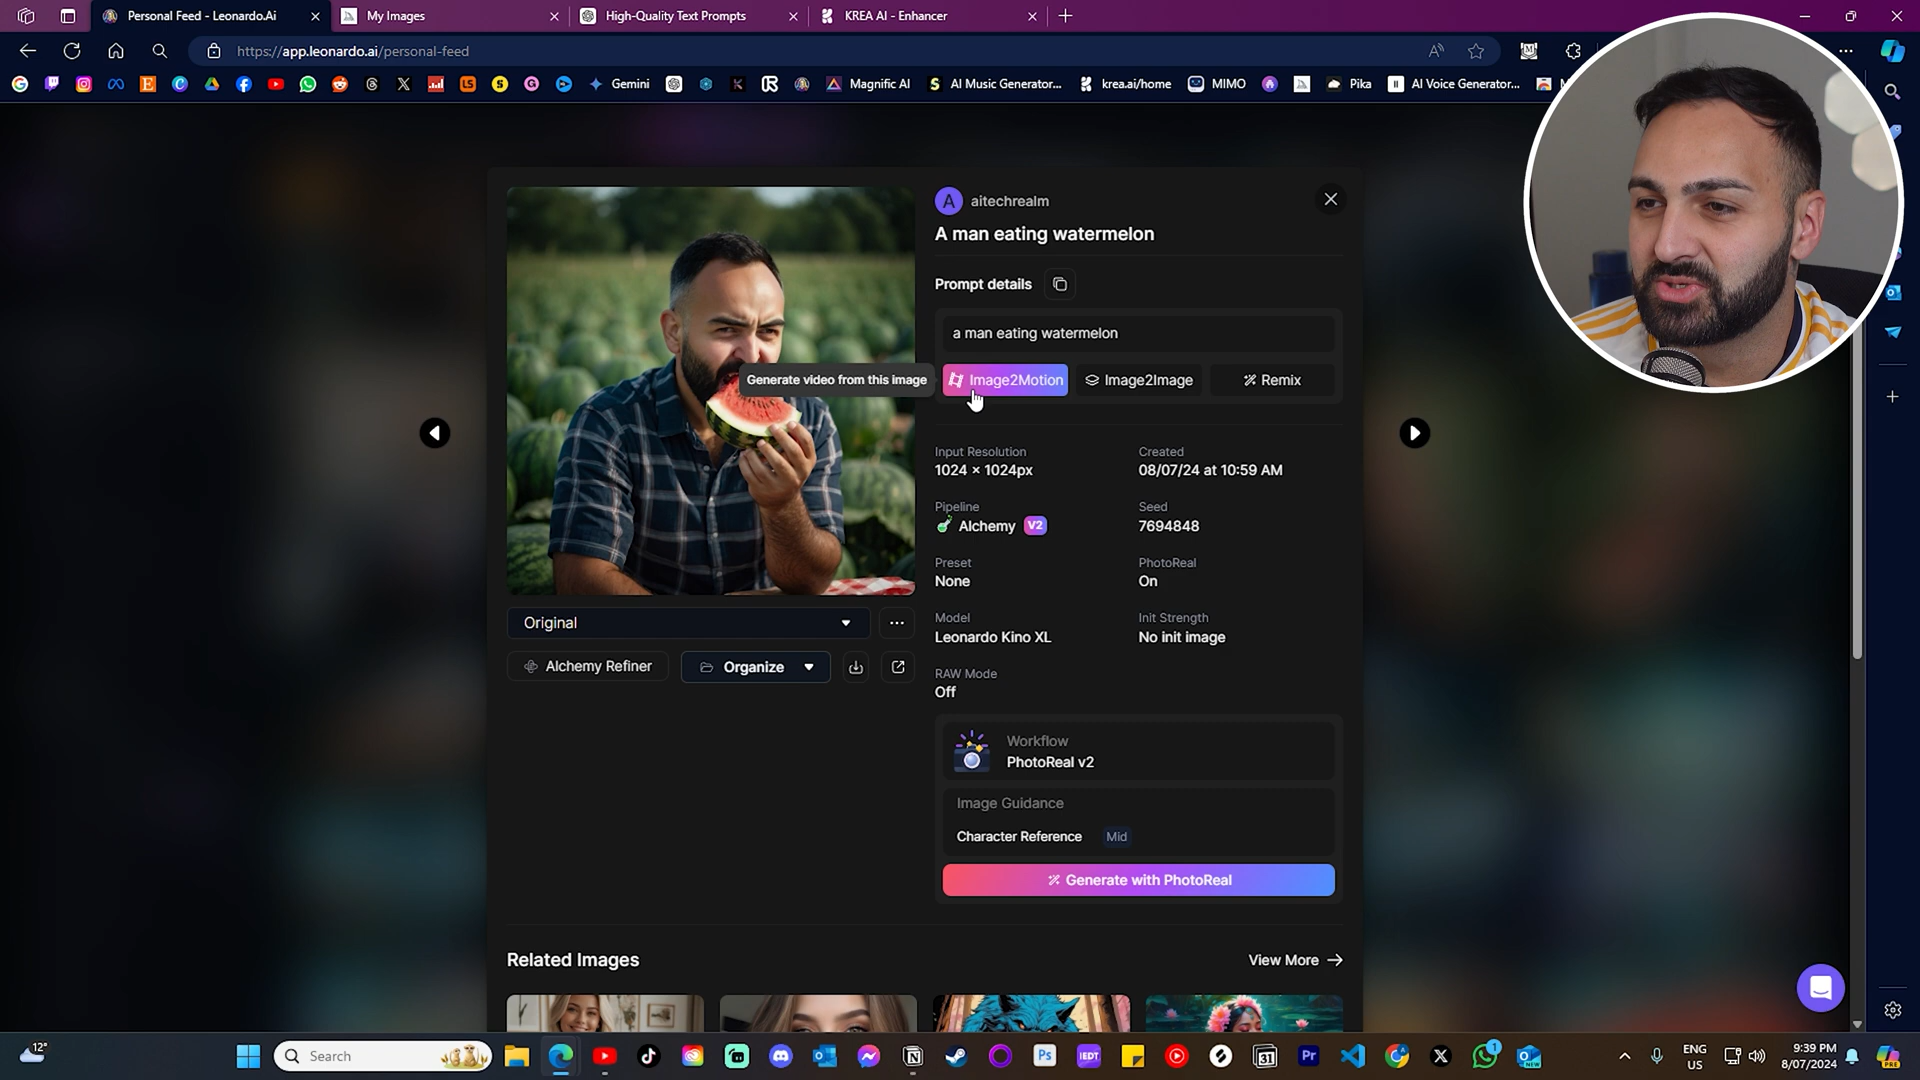 Personal Feed - Leonardo.Ai
My Images
High-Quality Text Prompts
KREA AI - Enhancer
https://app.leonardo.ai/personal-feed
Gemini
Magnific AI
AI Music Generator...
krea.ai/home
MIMO
Pika
AI Voice Generator...
A aitechrealm
A man eating watermelon
Prompt details
a man eating watermelon
Generate video from this image
Image2Motion
Image2Image
Remix
Input Resolution
1024 × 1024px
Created
08/07/24 at 10:59 AM
Pipeline
Alchemy V2
Seed
7694848
Preset
None
PhotoReal
On
Model
Leonardo Kino XL
Init Strength
No init image
RAW Mode
Off
Original
Alchemy Refiner
Organize
Workflow
PhotoReal v2
Image Guidance
Character Reference Mid
Generate with PhotoReal
Related Images
View More
12°
Search
ENG
US
9:39 PM
8/07/2024